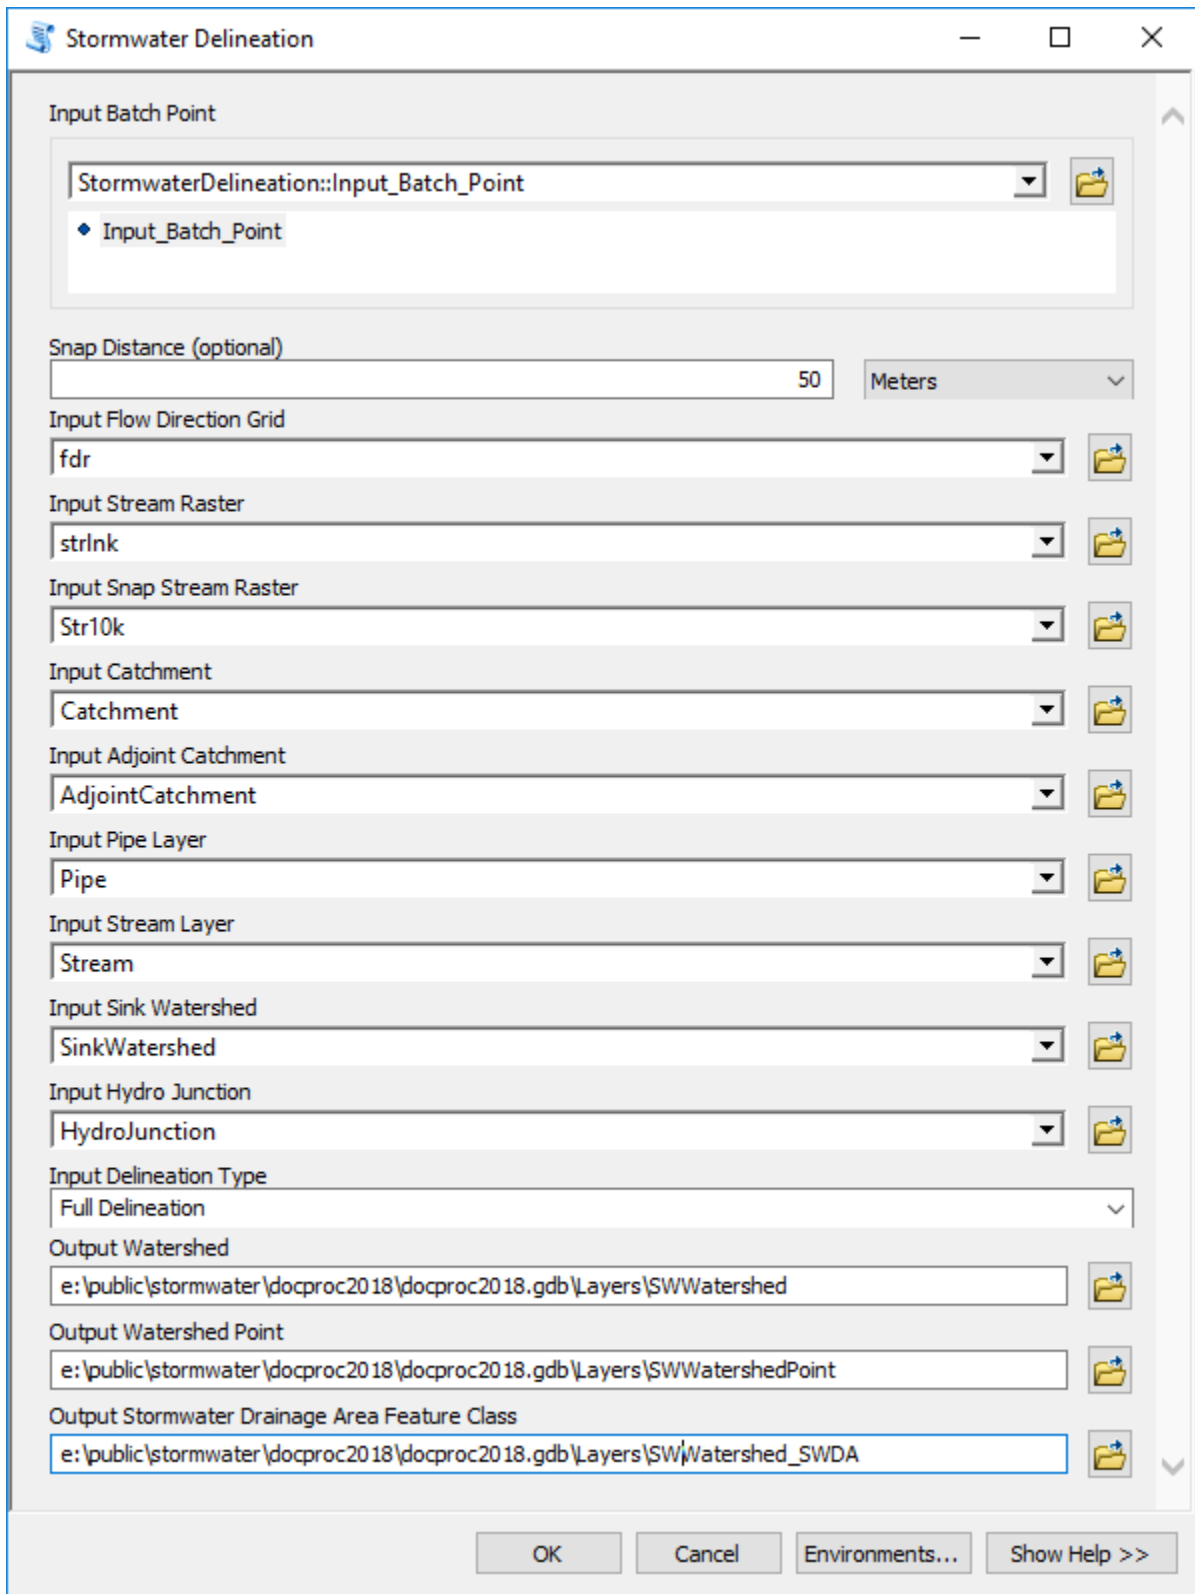 Stormwater Delineation
Input Batch Point
StormwaterDelineation::Input_Batch_Point
Input_Batch_Point
Snap Distance (optional)
50 Meters
Input Flow Direction Grid
fdr
Input Stream Raster
strlnk
Input Snap Stream Raster
Str10k
Input Catchment
Catchment
Input Adjoint Catchment
AdjointCatchment
Input Pipe Layer
Pipe
Input Stream Layer
Stream
Input Sink Watershed
SinkWatershed
Input Hydro Junction
HydroJunction
Input Delineation Type
Full Delineation
Output Watershed
e:\public\stormwater\docproc2018\docproc2018.gdb\Layers\SWWatershed
Output Watershed Point
e:\public\stormwater\docproc2018\docproc2018.gdb\Layers\SWWatershedPoint
Output Stormwater Drainage Area Feature Class
e:\public\stormwater\docproc2018\docproc2018.gdb\Layers\SWWatershed_SWDA
OK Cancel Environments... Show Help >>